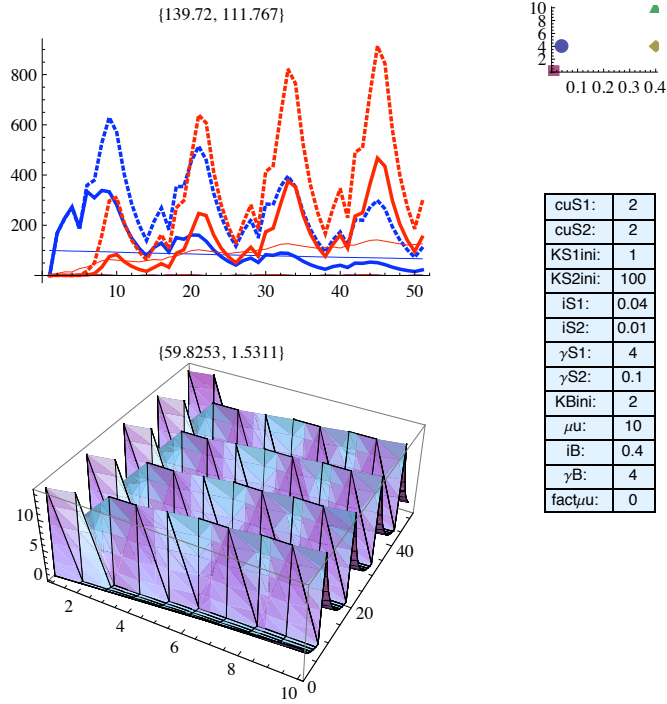 {139.72, 111.767}
800
600
400
200
10 20 30 40 50
10
8
6
4
2
0.1 0.2 0.3 0.4
cuS1: 2
cuS2: 2
KS1ini: 1
KS2ini: 100
iS1: 0.04
iS2: 0.01
γS1: 4
γS2: 0.1
KBini: 2
μu: 10
iB: 0.4
γB: 4
factμu: 0
{59.8253, 1.5311}
10
5
0
2 4 6 8 10
0 20 40